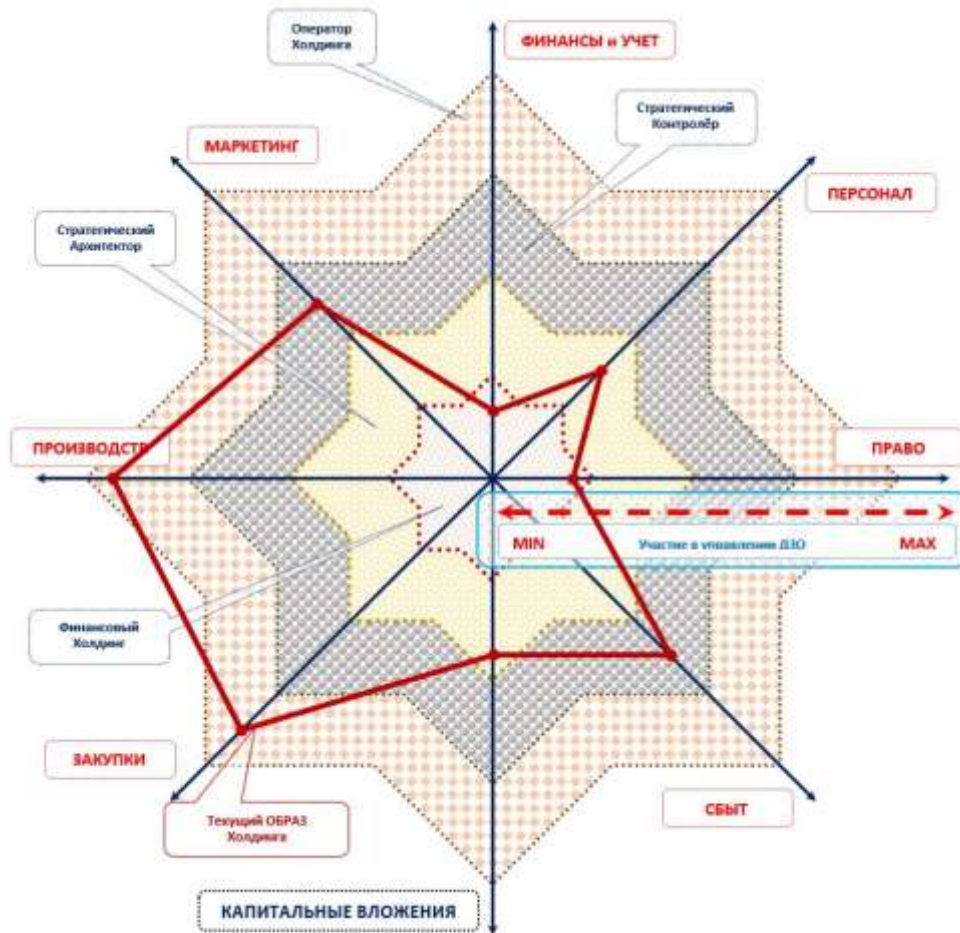 Оператор
Холдинга
ФИНАНСЫ и УЧЕТ
Стратегический
Контролёр
МАРКЕТИНГ
ПЕРСОНАЛ
Стратегический
Архитектор
ПРОИЗВОДСТВ
ПРАВО
MIN
Участие в управлении ДЗО
MAX
Финансовый
Холдинг
ЗАКУПКИ
СБЫТ
Текущий ОБРАЗ
Холдинга
КАПИТАЛЬНЫЕ ВЛОЖЕНИЯ